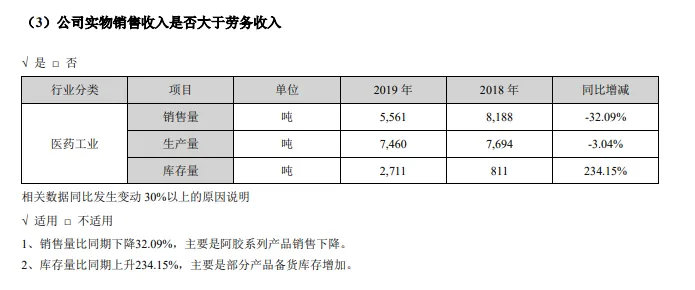 （3）公司实物销售收入是否大于劳务收入
√ 是 □ 否
行业分类 项目 单位 2019 年 2018 年 同比增减
医药工业 销售量 吨 5,561 8,188 -32.09%
生产量 吨 7,460 7,694 -3.04%
库存量 吨 2,711 811 234.15%
相关数据同比发生变动 30%以上的原因说明
√ 适用 □ 不适用
1、销售量比同期下降32.09%，主要是阿胶系列产品销售下降。
2、库存量比同期上升234.15%，主要是部分产品备货库存增加。